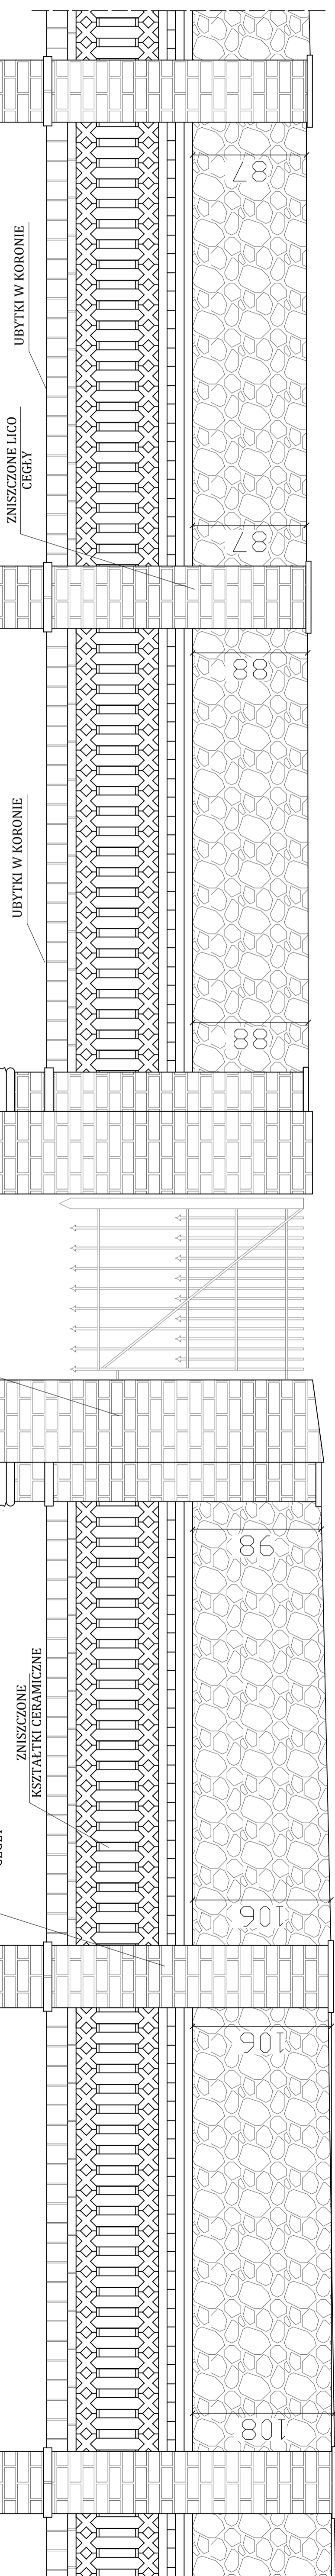 UBYTKI W KORONIE
87
ZNISZCZONE LICO
CEGŁY
87
88
UBYTKI W KORONIE
88
98
ZNISZCZONE
KSZTAŁTKI CERAMICZNE
106
106
108